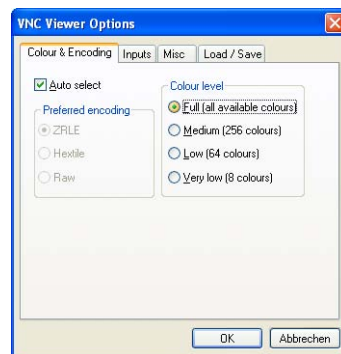 VNC Viewer Options
Colour & Encoding Inputs Misc Load / Save
Auto select
Preferred encoding
ZRLE
Hextile
Raw
Colour level
Full (all available colours)
Medium (256 colours)
Low (64 colours)
Very low (8 colours)
OK Abbrechen